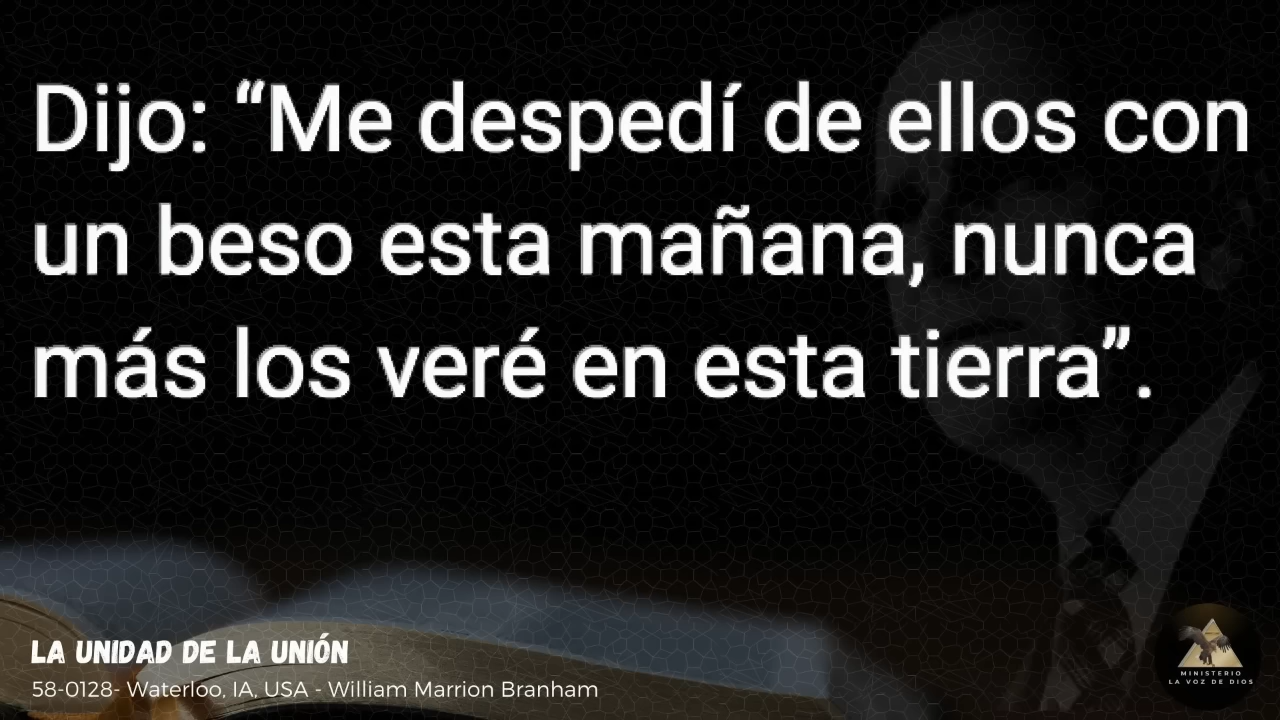 Dijo: “Me despedí de ellos con
un beso esta mañana, nunca
más los veré en esta tierra”.
LA UNIDAD DE LA UNIÓN
58-0128- Waterloo, IA, USA - William Marrion Branham
MINISTERIO
LA VOZ DE DIOS